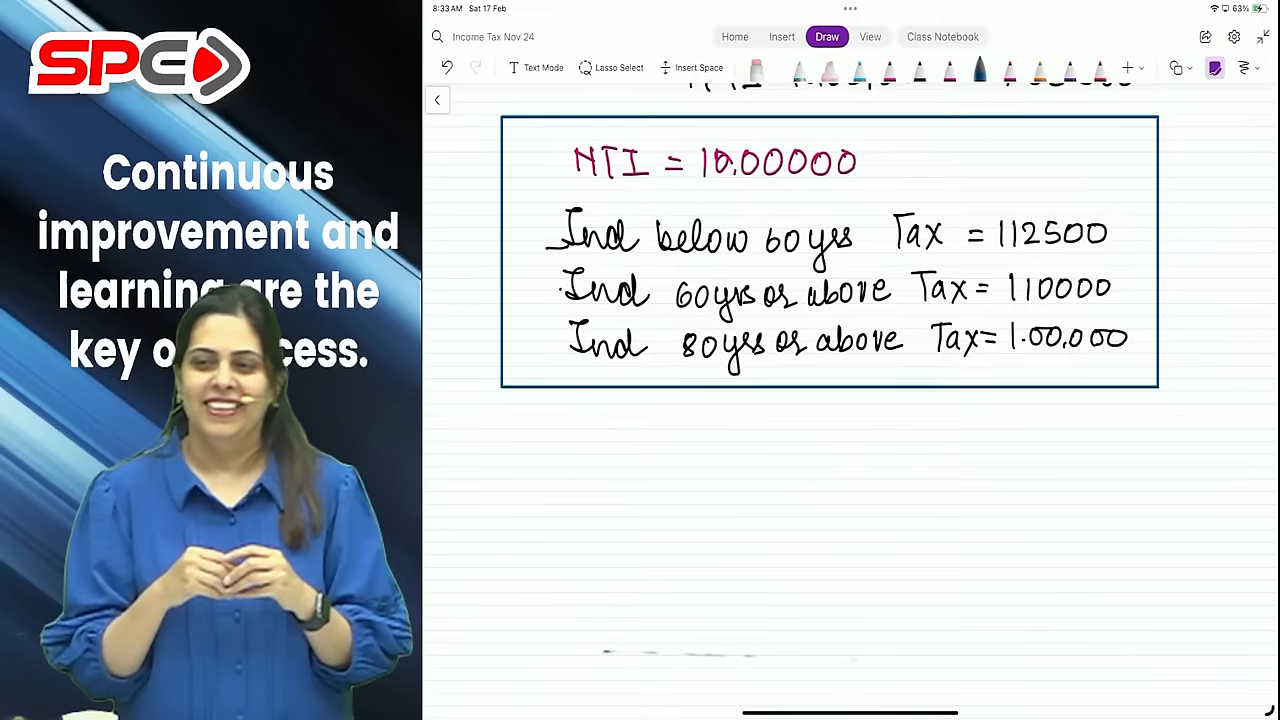 SPC
Continuous
improvement and
learning are the
key o cess.
8:33 AM Sat 17 Feb
63%
Income Tax Nov 24
Home Insert Draw View Class Notebook
Text Mode Lasso Select Insert Space
NTI = 10,00000
Ind below 60 yrs Tax = 112500
Ind 60 yrs or above Tax = 110000
Ind 80 yrs or above Tax = 1.00,000